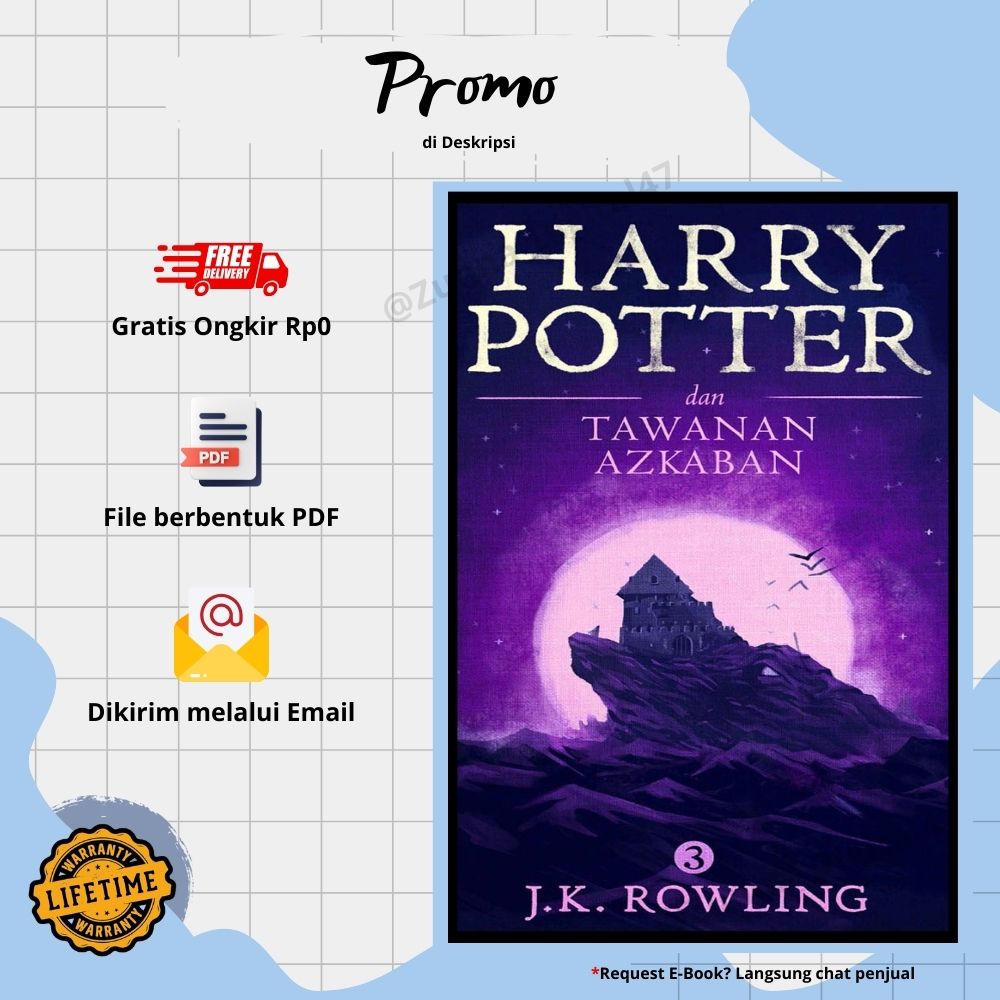 Promo
di Deskripsi
FREE
DELIVERY
Gratis Ongkir Rp0
PDF
File berbentuk PDF
@
Dikirim melalui Email
WARRANTY
LIFETIME
WARRANTY
HARRY
POTTER
dan
TAWANAN
AZKABAN
3
J.K. ROWLING
*Request E-Book? Langsung chat penjual